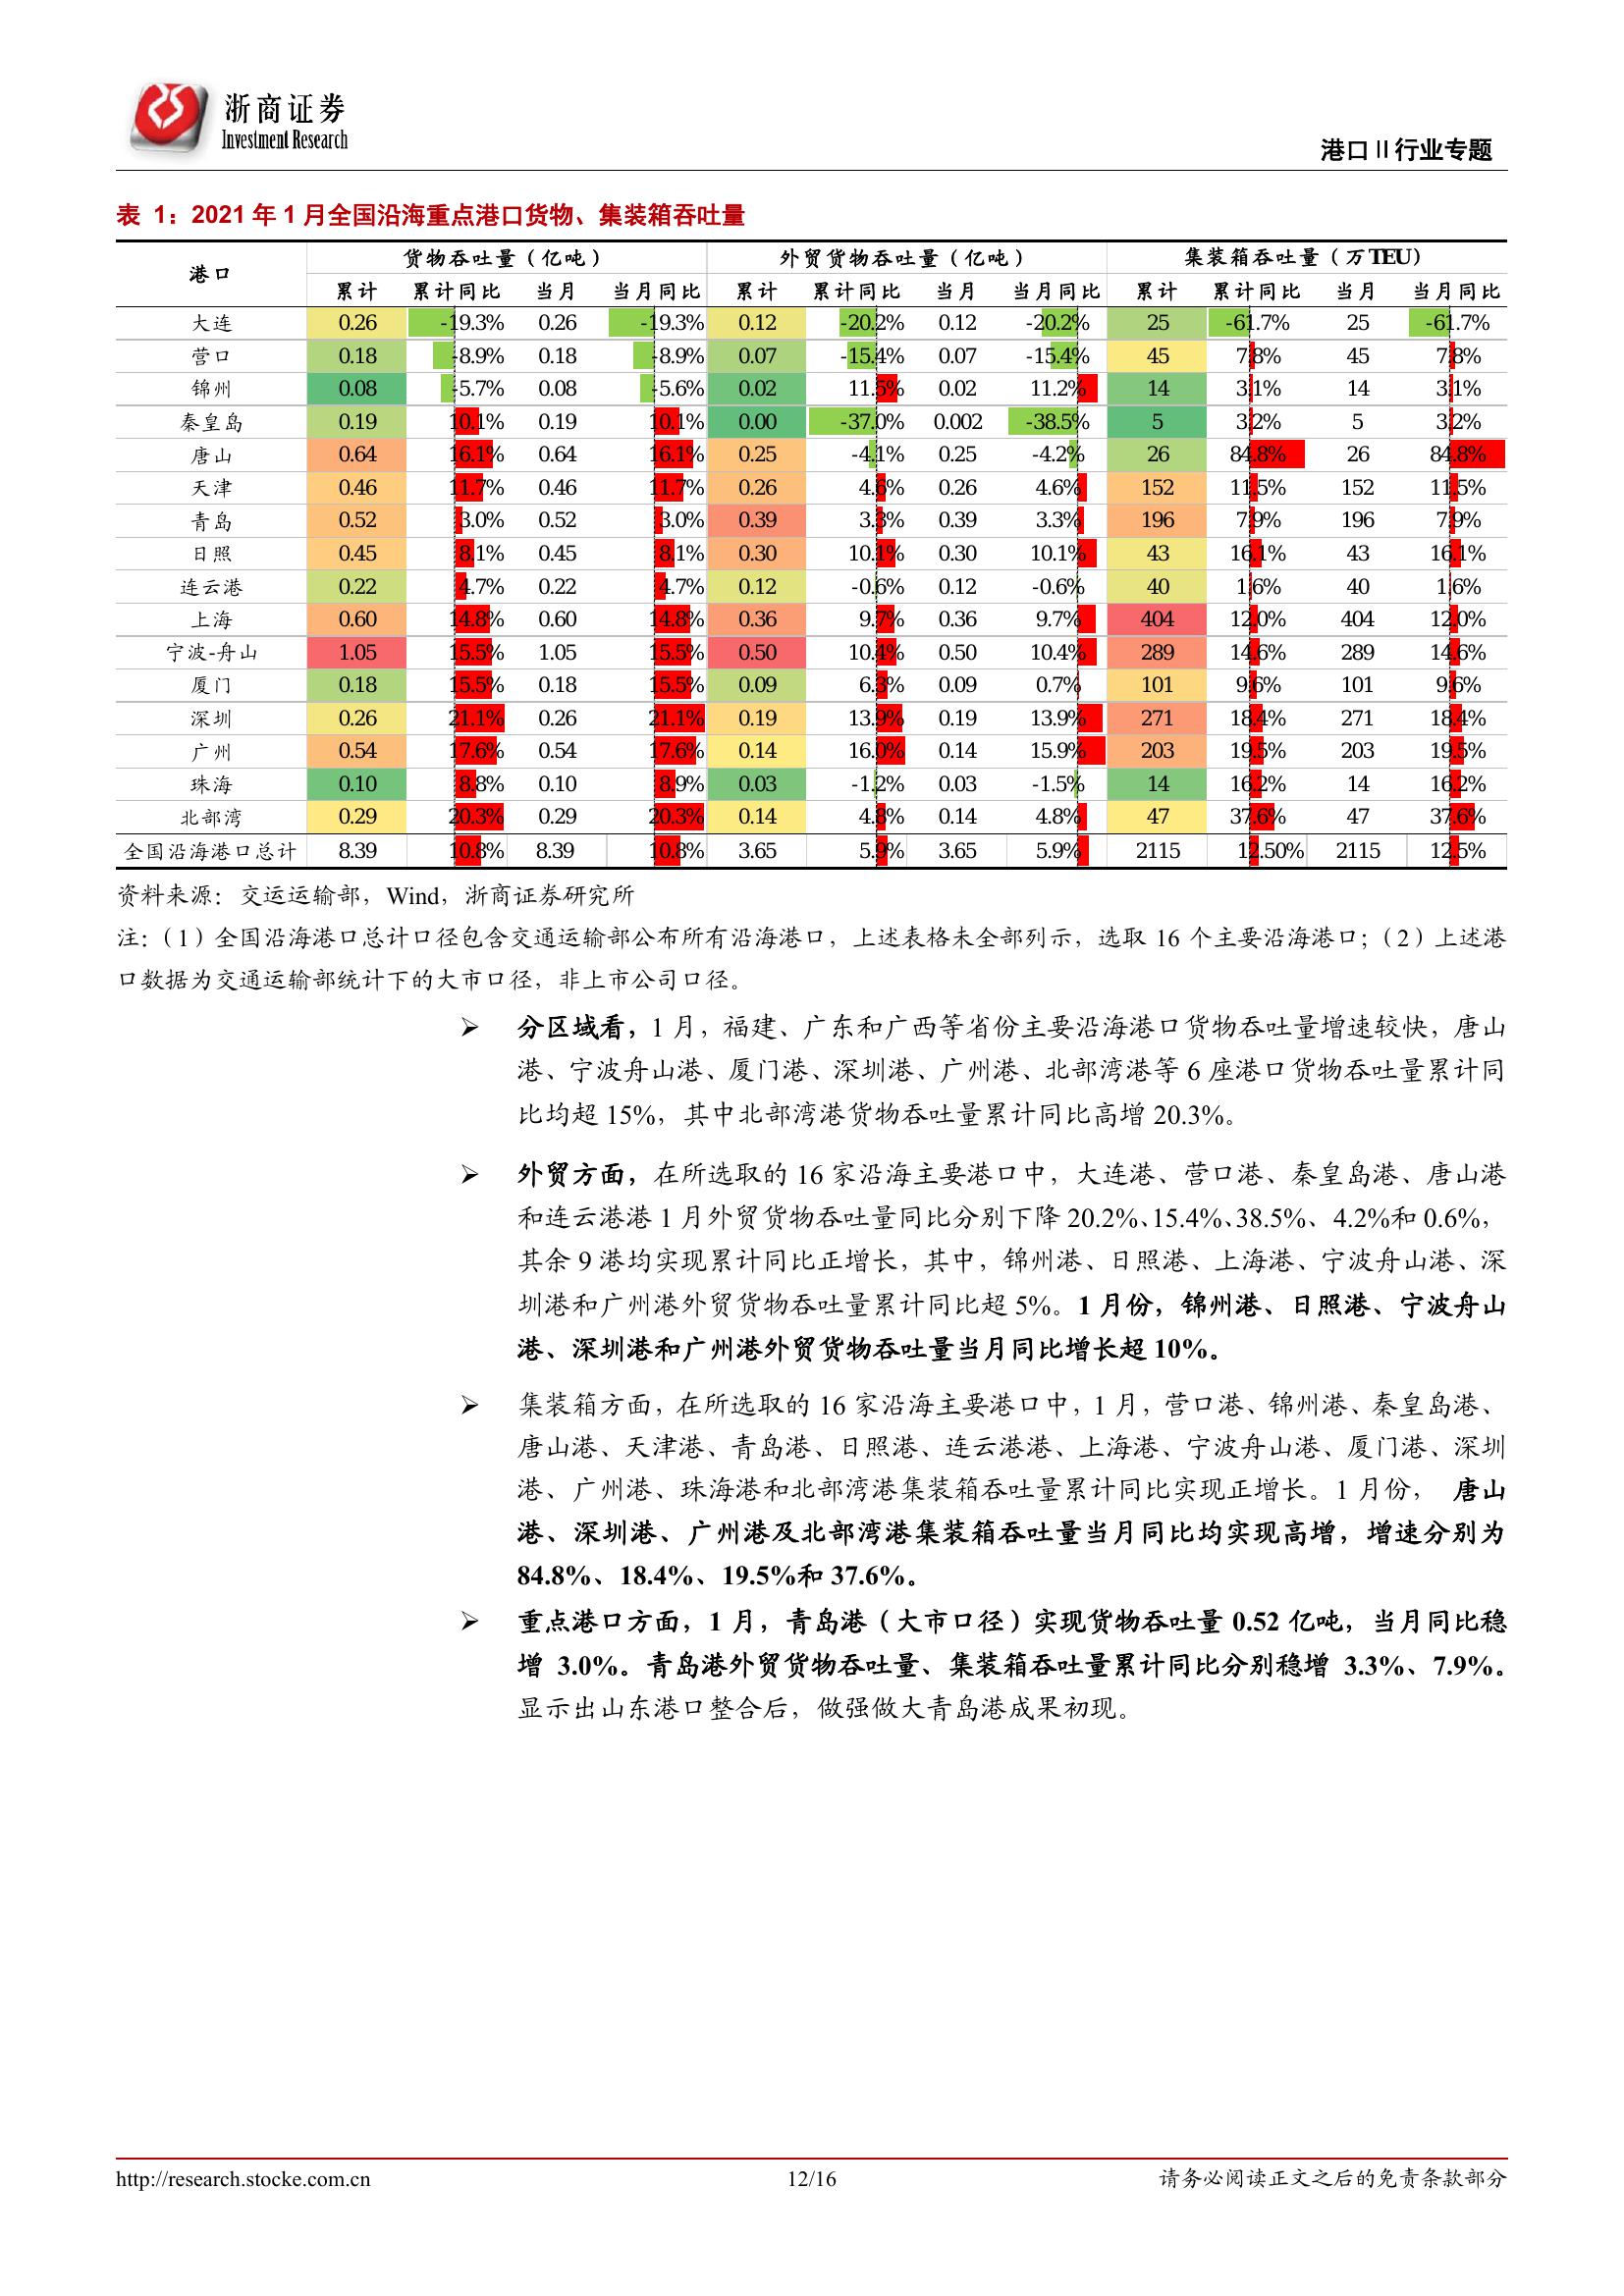 浙商证券
Investment Research
港口Ⅱ行业专题
表 1：2021 年 1 月全国沿海重点港口货物、集装箱吞吐量
港口 货物吞吐量（亿吨） 外贸货物吞吐量（亿吨） 集装箱吞吐量（万TEU）
累计 累计同比 当月 当月同比 累计 累计同比 当月 当月同比 累计 累计同比 当月 当月同比
大连 0.26 -19.3% 0.26 -19.3% 0.12 -20.2% 0.12 -20.2% 25 -61.7% 25 -61.7%
营口 0.18 -8.9% 0.18 -8.9% 0.07 -15.4% 0.07 -15.4% 45 7.8% 45 7.8%
锦州 0.08 -5.7% 0.08 -5.6% 0.02 11.5% 0.02 11.2% 14 3.1% 14 3.1%
秦皇岛 0.19 10.1% 0.19 10.1% 0.00 -37.0% 0.002 -38.5% 5 3.2% 5 3.2%
唐山 0.64 16.1% 0.64 16.1% 0.25 -4.1% 0.25 -4.2% 26 84.8% 26 84.8%
天津 0.46 11.7% 0.46 11.7% 0.26 4.6% 0.26 4.6% 152 11.5% 152 11.5%
青岛 0.52 3.0% 0.52 3.0% 0.39 3.3% 0.39 3.3% 196 7.9% 196 7.9%
日照 0.45 8.1% 0.45 8.1% 0.30 10.1% 0.30 10.1% 43 16.1% 43 16.1%
连云港 0.22 4.7% 0.22 4.7% 0.12 -0.6% 0.12 -0.6% 40 1.6% 40 1.6%
上海 0.60 14.8% 0.60 14.8% 0.36 9.7% 0.36 9.7% 404 12.0% 404 12.0%
宁波-舟山 1.05 15.5% 1.05 15.5% 0.50 10.4% 0.50 10.4% 289 14.6% 289 14.6%
厦门 0.18 15.5% 0.18 15.5% 0.09 6.3% 0.09 0.7% 101 9.6% 101 9.6%
深圳 0.26 21.1% 0.26 21.1% 0.19 13.9% 0.19 13.9% 271 18.4% 271 18.4%
广州 0.54 17.6% 0.54 17.6% 0.14 16.0% 0.14 15.9% 203 19.5% 203 19.5%
珠海 0.10 8.8% 0.10 8.9% 0.03 -1.2% 0.03 -1.5% 14 16.2% 14 16.2%
北部湾 0.29 20.3% 0.29 20.3% 0.14 4.8% 0.14 4.8% 47 37.6% 47 37.6%
全国沿海港口总计 8.39 10.8% 8.39 10.8% 3.65 5.9% 3.65 5.9% 2115 12.50% 2115 12.5%
资料来源：交运运输部，Wind，浙商证券研究所
注：（1）全国沿海港口总计口径包含交通运输部公布所有沿海港口，上述表格未全部列示，选取 16 个主要沿海港口；（2）上述港
口数据为交通运输部统计下的大市口径，非上市公司口径。
➢ 分区域看，1 月，福建、广东和广西等省份主要沿海港口货物吞吐量增速较快，唐山
港、宁波舟山港、厦门港、深圳港、广州港、北部湾港等 6 座港口货物吞吐量累计同
比均超 15%，其中北部湾港货物吞吐量累计同比高增 20.3%。
➢ 外贸方面，在所选取的 16 家沿海主要港口中，大连港、营口港、秦皇岛港、唐山港
和连云港港 1 月外贸货物吞吐量同比分别下降 20.2%、15.4%、38.5%、4.2%和 0.6%，
其余 9 港均实现累计同比正增长，其中，锦州港、日照港、上海港、宁波舟山港、深
圳港和广州港外贸货物吞吐量累计同比超 5%。1 月份，锦州港、日照港、宁波舟山
港、深圳港和广州港外贸货物吞吐量当月同比增长超 10%。
➢ 集装箱方面，在所选取的 16 家沿海主要港口中，1 月，营口港、锦州港、秦皇岛港、
唐山港、天津港、青岛港、日照港、连云港港、上海港、宁波舟山港、厦门港、深圳
港、广州港、珠海港和北部湾港集装箱吞吐量累计同比实现正增长。1 月份， 唐山
港、深圳港、广州港及北部湾港集装箱吞吐量当月同比均实现高增，增速分别为
84.8%、18.4%、19.5%和 37.6%。
➢ 重点港口方面，1 月，青岛港（大市口径）实现货物吞吐量 0.52 亿吨，当月同比稳
增 3.0%。青岛港外贸货物吞吐量、集装箱吞吐量累计同比分别稳增 3.3%、7.9%。
显示出山东港口整合后，做强做大青岛港成果初现。
http://research.stocke.com.cn 12/16 请务必阅读正文之后的免责条款部分